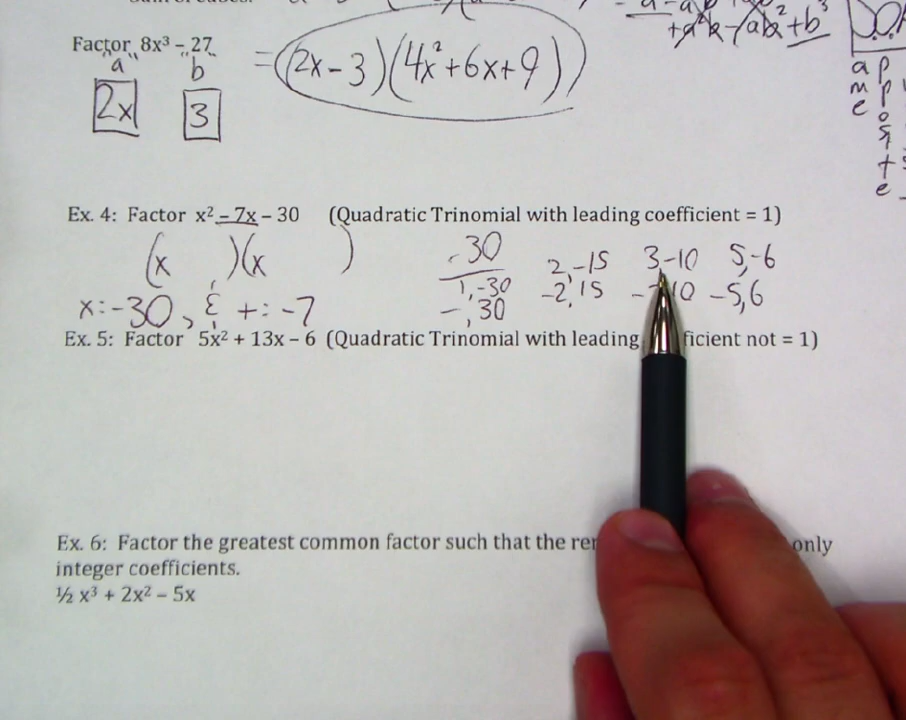 Factor 8x³ – 27 = (2x-3)(4x²+6x+9)
"a" "b"
2x 3
+a²b-ab²+b³
a p
m p
e o
s
i
t
e
Ex. 4: Factor x² – 7x – 30 (Quadratic Trinomial with leading coefficient = 1)
(x )(x )
x:-30, & +:-7
-30
1,-30 2,-15 3-10 5,-6
-,30 -2,15 10 -5,6
Ex. 5: Factor 5x² + 13x – 6 (Quadratic Trinomial with leading ficient not = 1)
Ex. 6: Factor the greatest common factor such that the only
integer coefficients.
½ x³ + 2x² – 5x